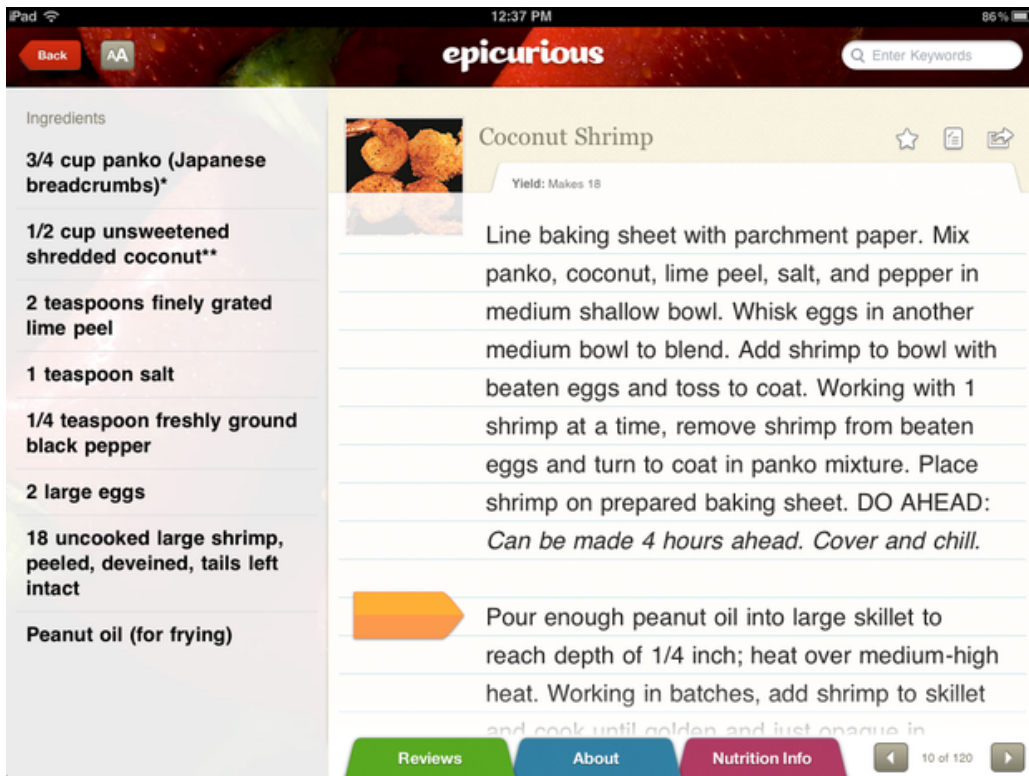 iPad
12:37 PM
86%
Back
AA
epicurious
Enter Keywords
Ingredients
3/4 cup panko (Japanese
breadcrumbs)*
1/2 cup unsweetened
shredded coconut**
2 teaspoons finely grated
lime peel
1 teaspoon salt
1/4 teaspoon freshly ground
black pepper
2 large eggs
18 uncooked large shrimp,
peeled, deveined, tails left
intact
Peanut oil (for frying)
Coconut Shrimp
Yield: Makes 18
Line baking sheet with parchment paper. Mix
panko, coconut, lime peel, salt, and pepper in
medium shallow bowl. Whisk eggs in another
medium bowl to blend. Add shrimp to bowl with
beaten eggs and toss to coat. Working with 1
shrimp at a time, remove shrimp from beaten
eggs and turn to coat in panko mixture. Place
shrimp on prepared baking sheet. DO AHEAD:
Can be made 4 hours ahead. Cover and chill.
Pour enough peanut oil into large skillet to
reach depth of 1/4 inch; heat over medium-high
heat. Working in batches, add shrimp to skillet
and cook until golden and just opaque in
Reviews
About
Nutrition Info
10 of 120